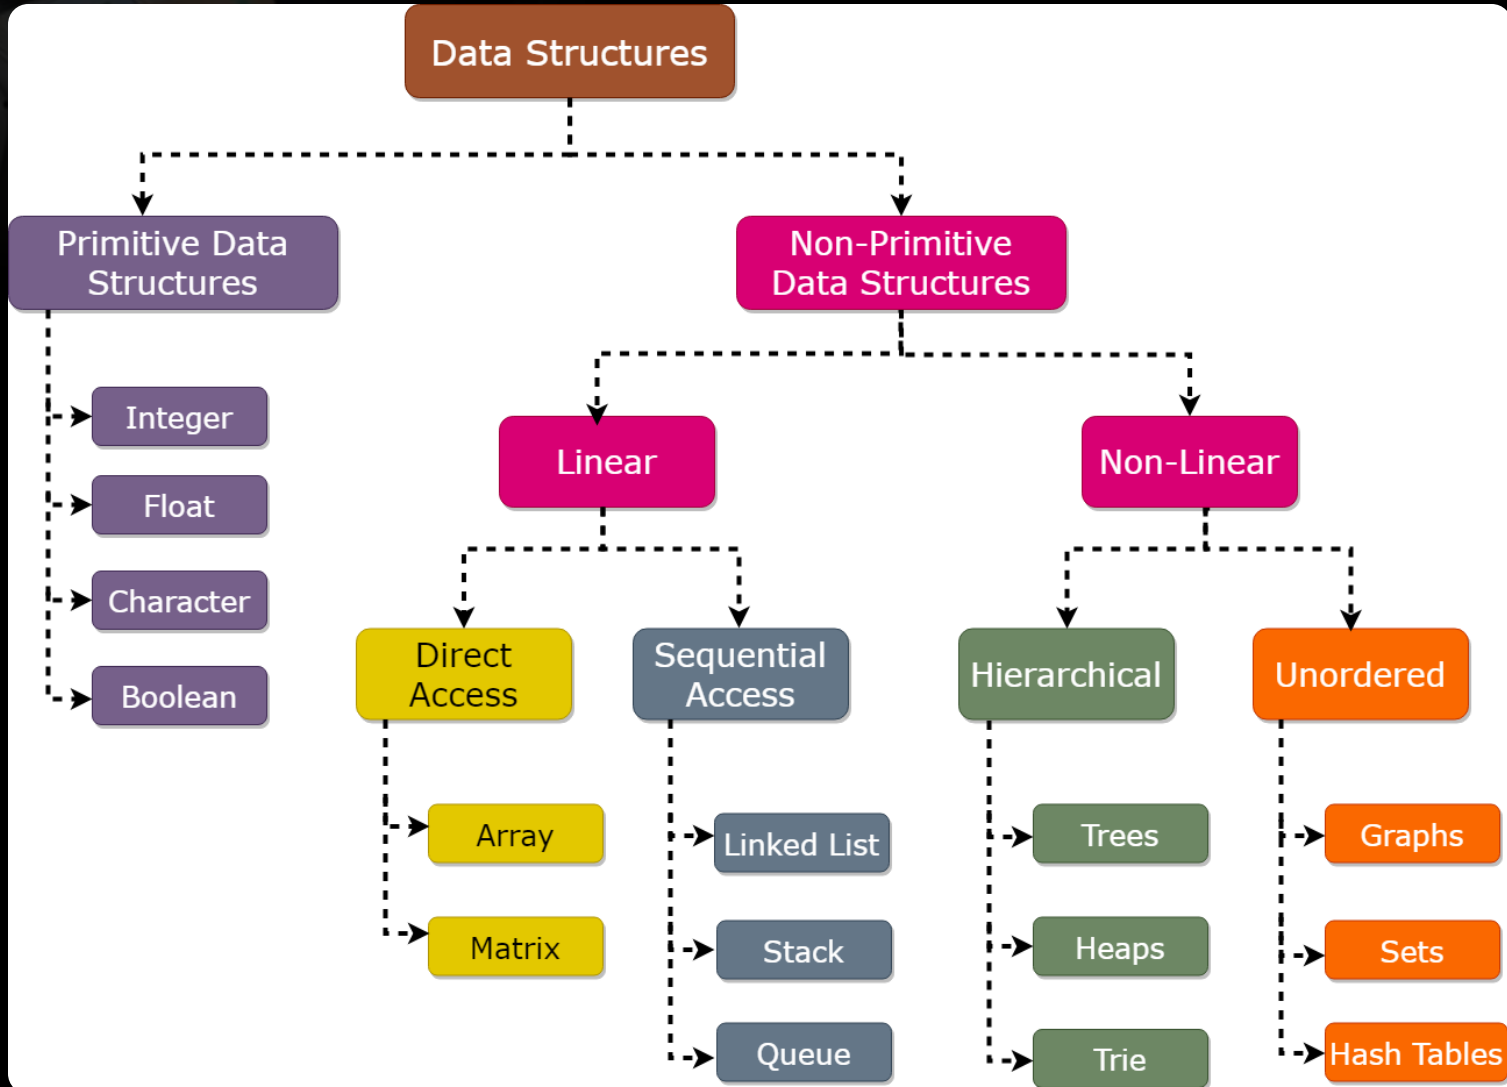 Data Structures
Primitive Data
Structures
Non-Primitive
Data Structures
Integer
Float
Character
Boolean
Linear
Non-Linear
Direct
Access
Sequential
Access
Hierarchical
Unordered
Array
Matrix
Linked List
Stack
Queue
Trees
Heaps
Trie
Graphs
Sets
Hash Tables